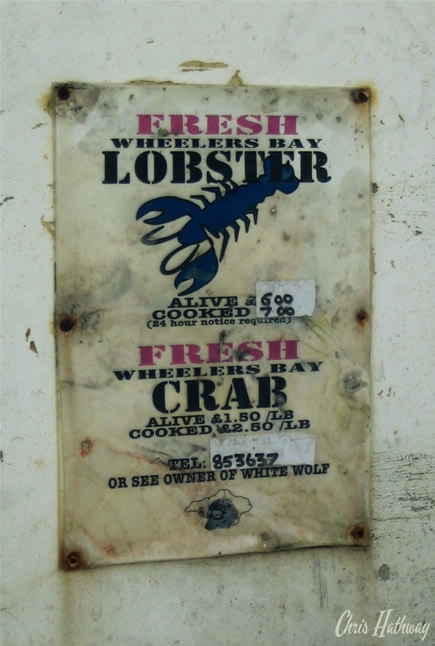 FRESH
WHEELERS BAY
LOBSTER
ALIVE £6.00
COOKED 7.00
(24 hour notice required)
FRESH
WHEELERS BAY
CRAB
ALIVE £1.50 /LB
COOKED £2.50 /LB
TEL: 853637
OR SEE OWNER OF WHITE WOLF
Chris Hathway